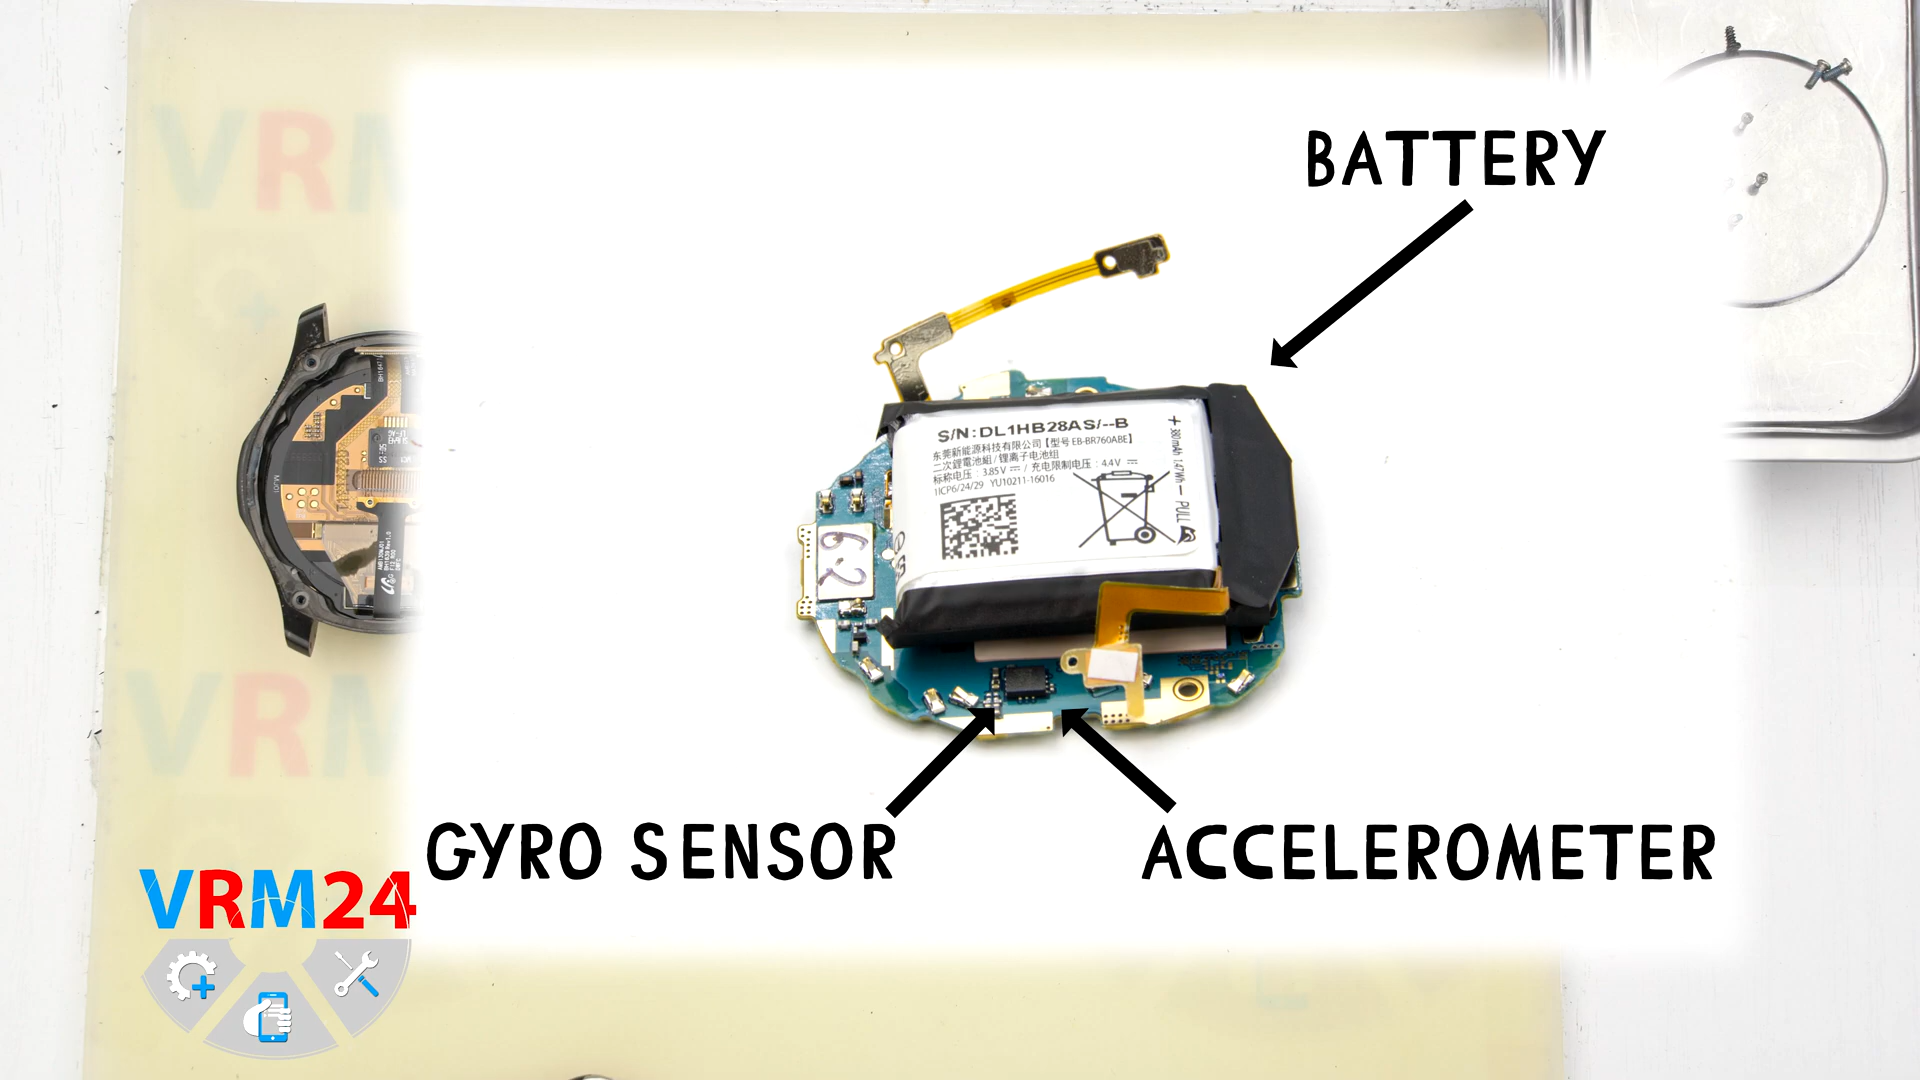 BATTERY
S/N:DL1HB28AS/--B
东莞新能源科技有限公司【型号 EB-BR760ABE】
二次鋰電池組/锂离子电池组
标称电压:3.85V⎓/充电限制电压:4.4V⎓
1ICP6/24/29 YU10211-16016
+ 380mAh 1.47Wh − PULL
62
GYRO SENSOR
ACCELEROMETER
VRM24
VRM
VRM